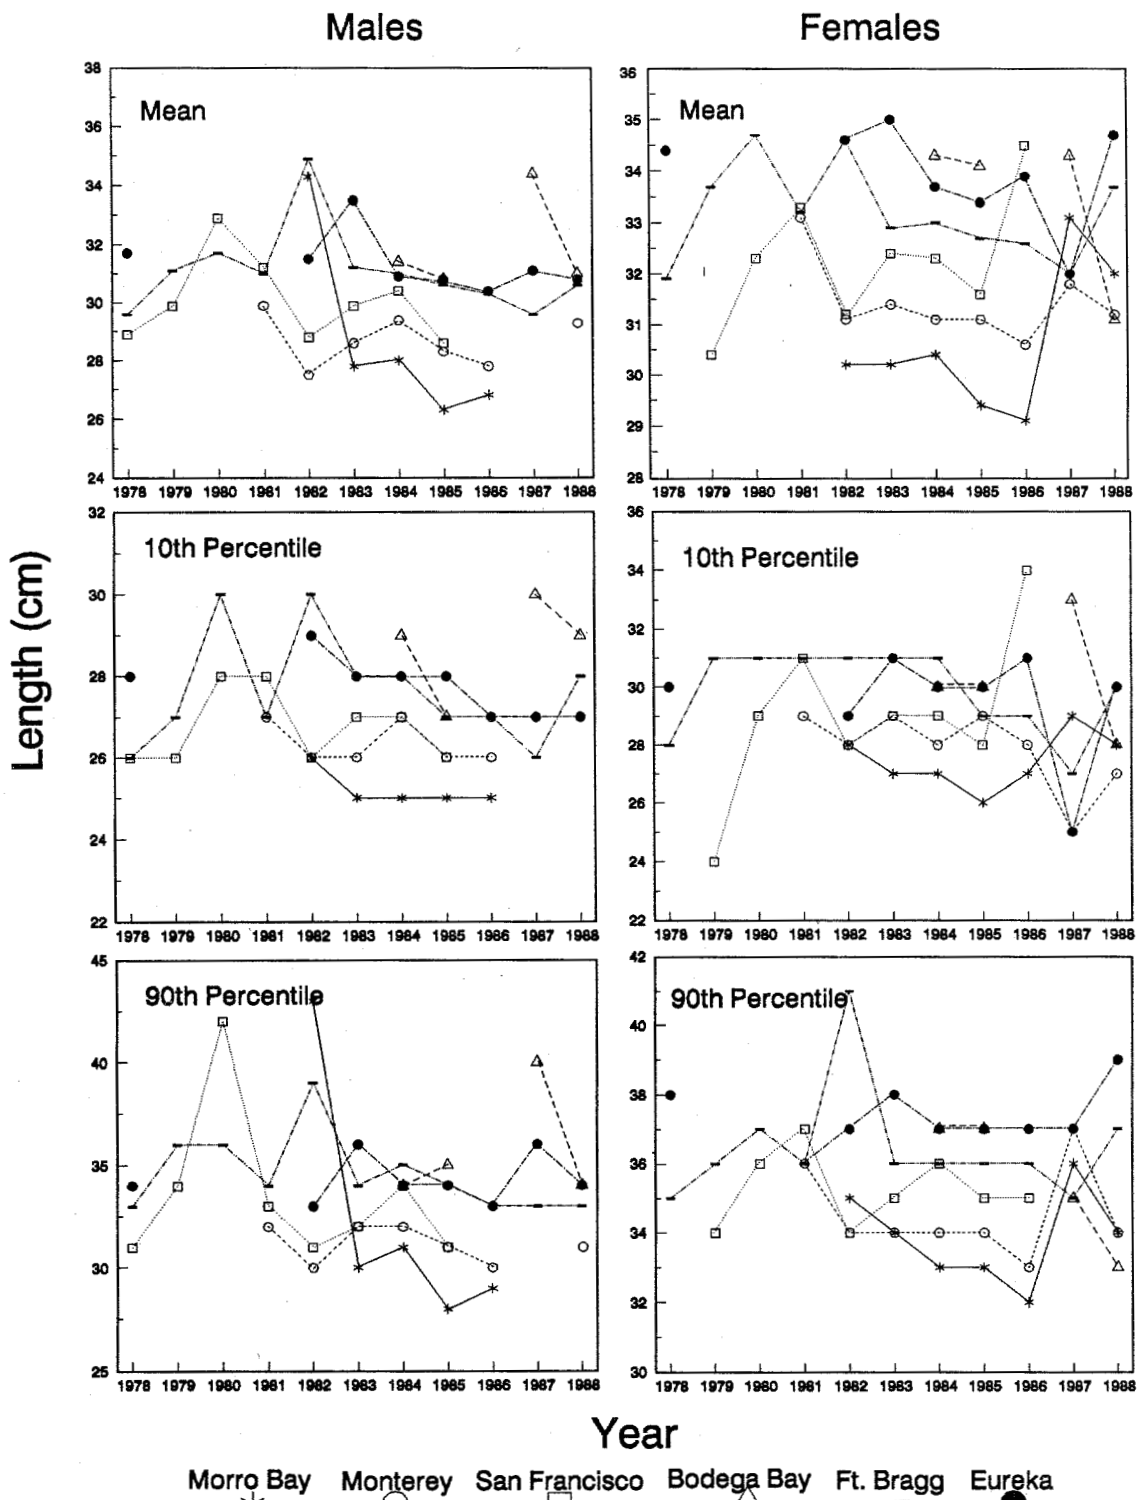 Males Females
38
36
34
32
30
28
26
24
Mean
1978 1979 1980 1981 1982 1983 1984 1985 1986 1987 1988
36
35
34
33
32
31
30
29
28
Mean
1978 1979 1980 1981 1982 1983 1984 1985 1986 1987 1988
Length (cm)
32
30
28
26
24
22
10th Percentile
1978 1979 1980 1981 1982 1983 1984 1985 1986 1987 1988
36
34
32
30
28
26
24
22
10th Percentile
1978 1979 1980 1981 1982 1983 1984 1985 1986 1987 1988
45
40
35
30
25
90th Percentile
1978 1979 1980 1981 1982 1983 1984 1985 1986 1987 1988
42
40
38
36
34
32
30
90th Percentile
1978 1979 1980 1981 1982 1983 1984 1985 1986 1987 1988
Year
Morro Bay Monterey San Francisco Bodega Bay Ft. Bragg Eureka